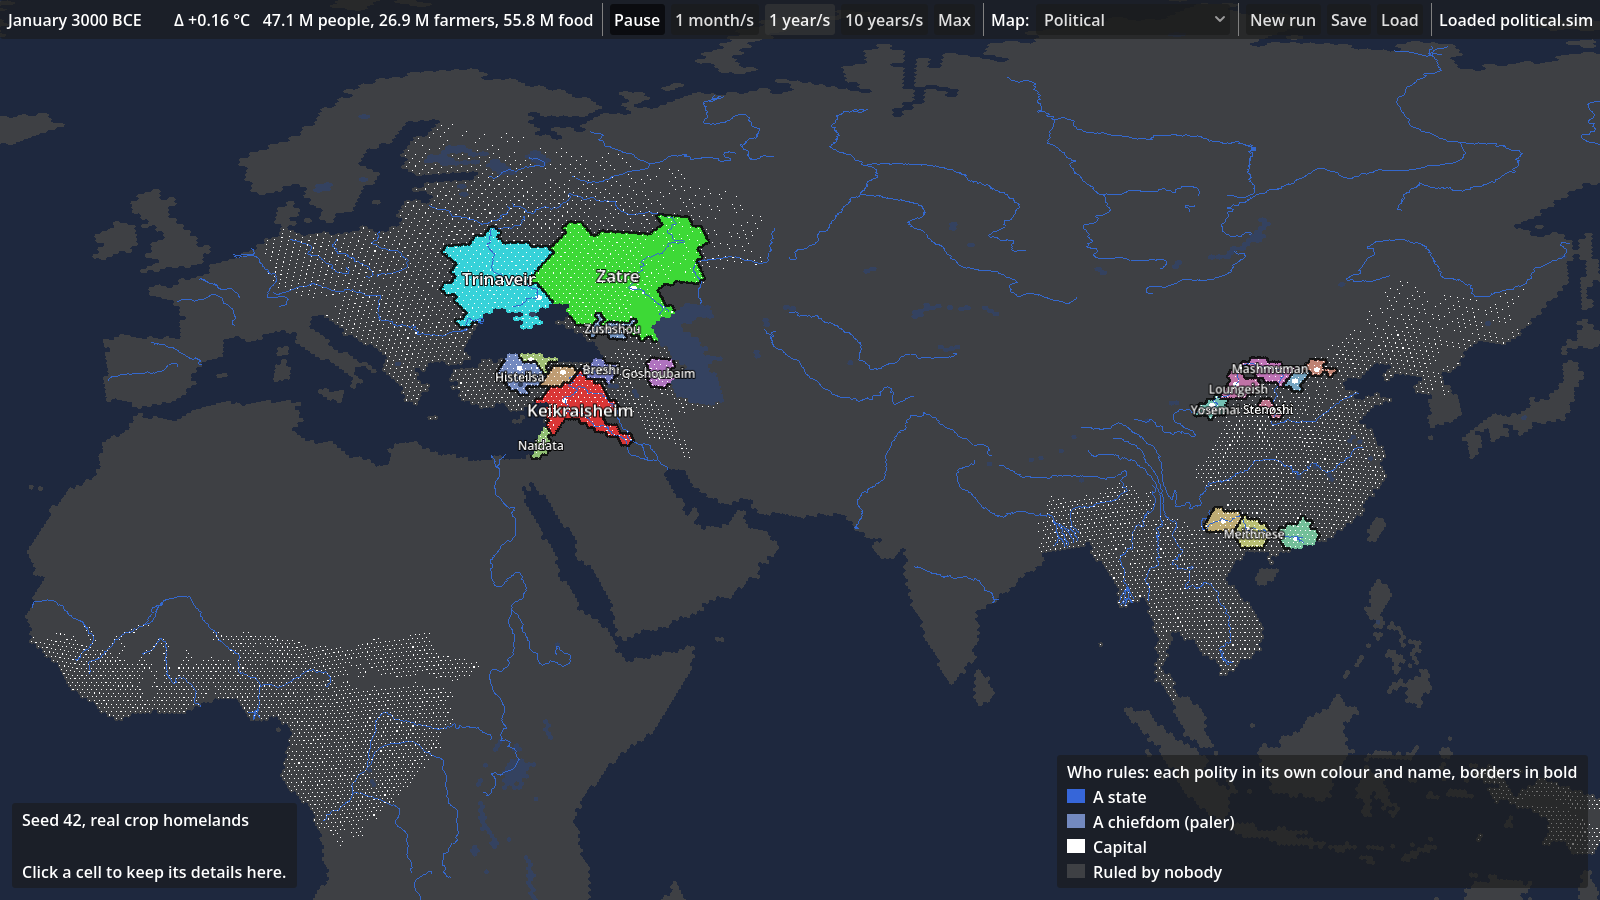 January 3000 BCE Δ +0.16 °C 47.1 M people, 26.9 M farmers, 55.8 M food Pause 1 month/s 1 year/s 10 years/s Max Map: Political New run Save Load Loaded political.sim
Trinaveir
Zatre
Zushshou
Histeilsa
Breshi
Goshoubaim
Keikraisheim
Naidata
Mashmuman
Loungeish
Yosemai
Stenoshi
Who rules: each polity in its own colour and name, borders in bold
A state
A chiefdom (paler)
Capital
Ruled by nobody
Seed 42, real crop homelands
Click a cell to keep its details here.